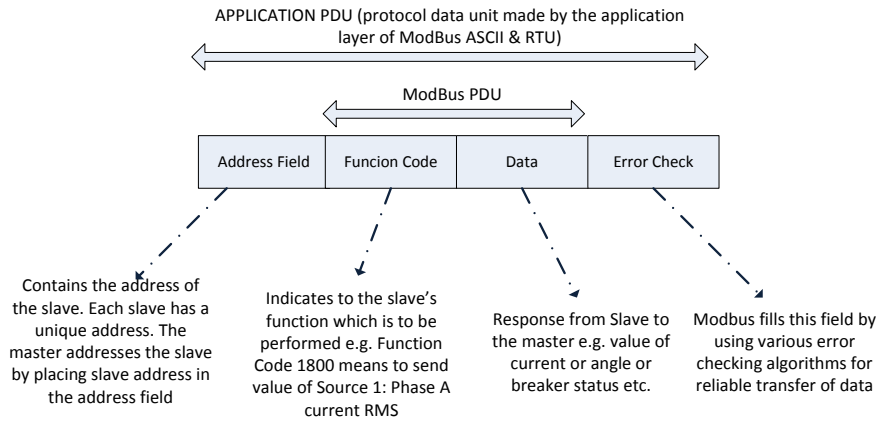 APPLICATION PDU (protocol data unit made by the application
layer of ModBus ASCII & RTU)
ModBus PDU
Address Field
Funcion Code
Data
Error Check
Contains the address of
the slave. Each slave has a
unique address. The
master addresses the slave
by placing slave address in
the address field
Indicates to the slave's
function which is to be
performed e.g. Function
Code 1800 means to send
value of Source 1: Phase A
current RMS
Response from Slave to
the master e.g. value of
current or angle or
breaker status etc.
Modbus fills this field by
using various error
checking algorithms for
reliable transfer of data